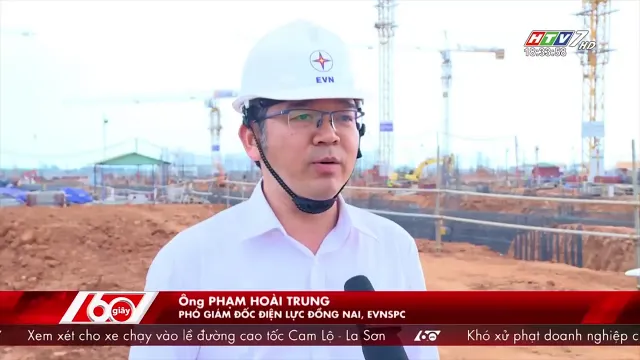 HTV7 HD
18:33:58
EVN
Ông PHẠM HOÀI TRUNG
PHÓ GIÁM ĐỐC ĐIỆN LỰC ĐỒNG NAI, EVNSPC
60 giây
Xem xét cho xe chạy vào lề đường cao tốc Cam Lộ - La Sơn
60
Khó xử phạt doanh nghiệp c